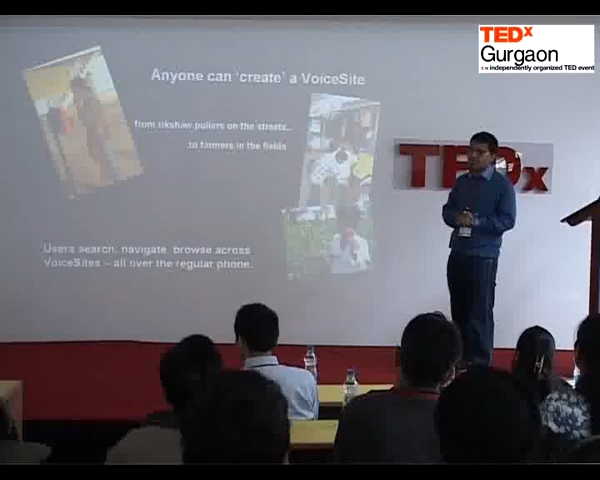 TEDx
Gurgaon
x = independently organized TED event
Anyone can 'create' a VoiceSite
from rikshaw pullers on the streets..
..to farmers in the fields
TEDx
Users search, navigate, browse across
VoiceSites – all over the regular phone.